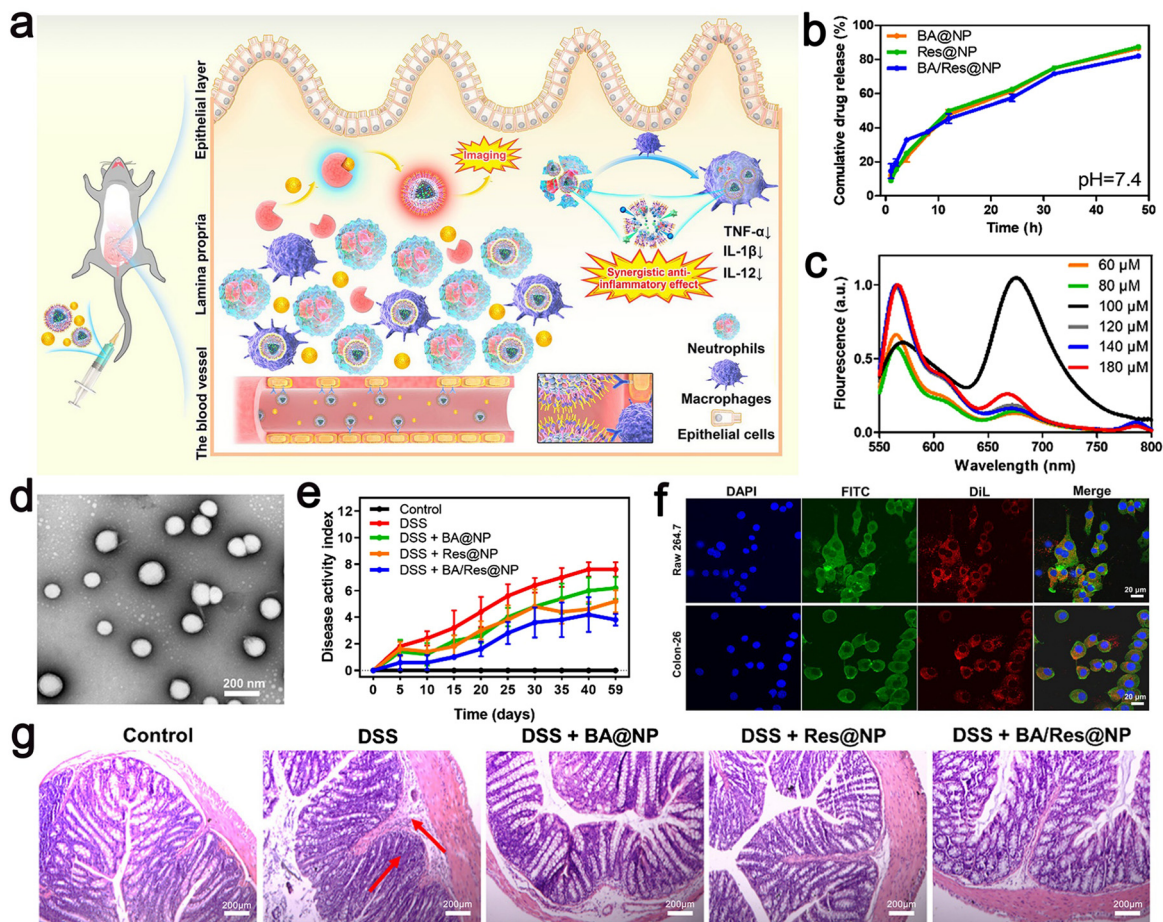 a
Epithelial layer
Lamina propria
The blood vessel
Imaging
TNF-α↓
IL-1β↓
IL-12↓
Synergistic anti-
inflammatory effect
Neutrophils
Macrophages
Epithelial cells
b
Comulative drug release (%)
100
80
60
40
20
0
BA@NP
Res@NP
BA/Res@NP
pH=7.4
0 10 20 30 40 50
Time (h)
c
Flourescence (a.u.)
1.5
1.0
0.5
0.0
60 μM
80 μM
100 μM
120 μM
140 μM
180 μM
550 600 650 700 750 800
Wavelength (nm)
d
200 nm
e
Disease activity index
12
10
8
6
4
2
0
Control
DSS
DSS + BA@NP
DSS + Res@NP
DSS + BA/Res@NP
0 5 10 15 20 25 30 35 40 59
Time (days)
f
DAPI FITC DiL Merge
Raw 264.7
20 μm
Colon-26
20 μm
g
Control DSS DSS + BA@NP DSS + Res@NP DSS + BA/Res@NP
200μm 200μm 200μm 200μm 200μm